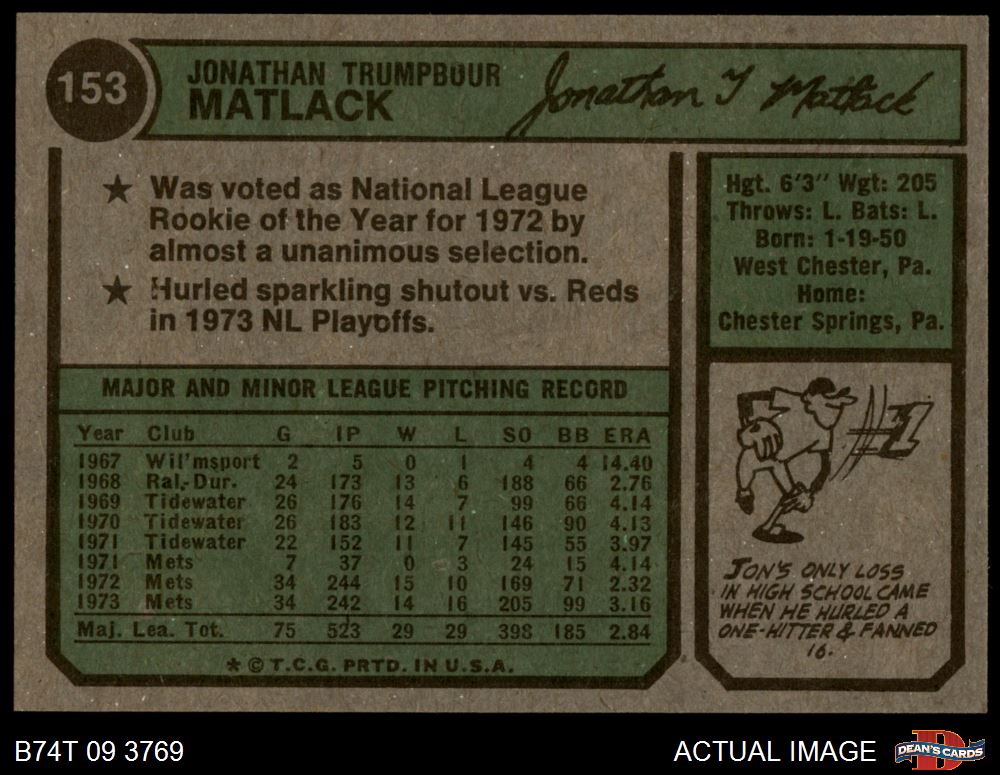 153
JONATHAN TRUMPBOUR
MATLACK
Jonathan T Matlack
★ Was voted as National League
Rookie of the Year for 1972 by
almost a unanimous selection.
★ Hurled sparkling shutout vs. Reds
in 1973 NL Playoffs.
Hgt. 6'3" Wgt: 205
Throws: L. Bats: L.
Born: 1-19-50
West Chester, Pa.
Home:
Chester Springs, Pa.
MAJOR AND MINOR LEAGUE PITCHING RECORD
Year Club G IP W L SO BB ERA
1967 Wil'msport 2 5 0 1 4 4 14.40
1968 Ral.-Dur. 24 173 13 6 188 66 2.76
1969 Tidewater 26 176 14 7 99 66 4.14
1970 Tidewater 26 183 12 11 146 90 4.13
1971 Tidewater 22 152 11 7 145 55 3.97
1971 Mets 7 37 0 3 24 15 4.14
1972 Mets 34 244 15 10 169 71 2.32
1973 Mets 34 242 14 16 205 99 3.16
Maj. Lea. Tot. 75 523 29 29 398 185 2.84
* © T.C.G. PRTD. IN U.S.A.
#1
JON'S ONLY LOSS
IN HIGH SCHOOL CAME
WHEN HE HURLED A
ONE-HITTER & FANNED
16.
B74T 09 3769
ACTUAL IMAGE
DEAN'S CARDS